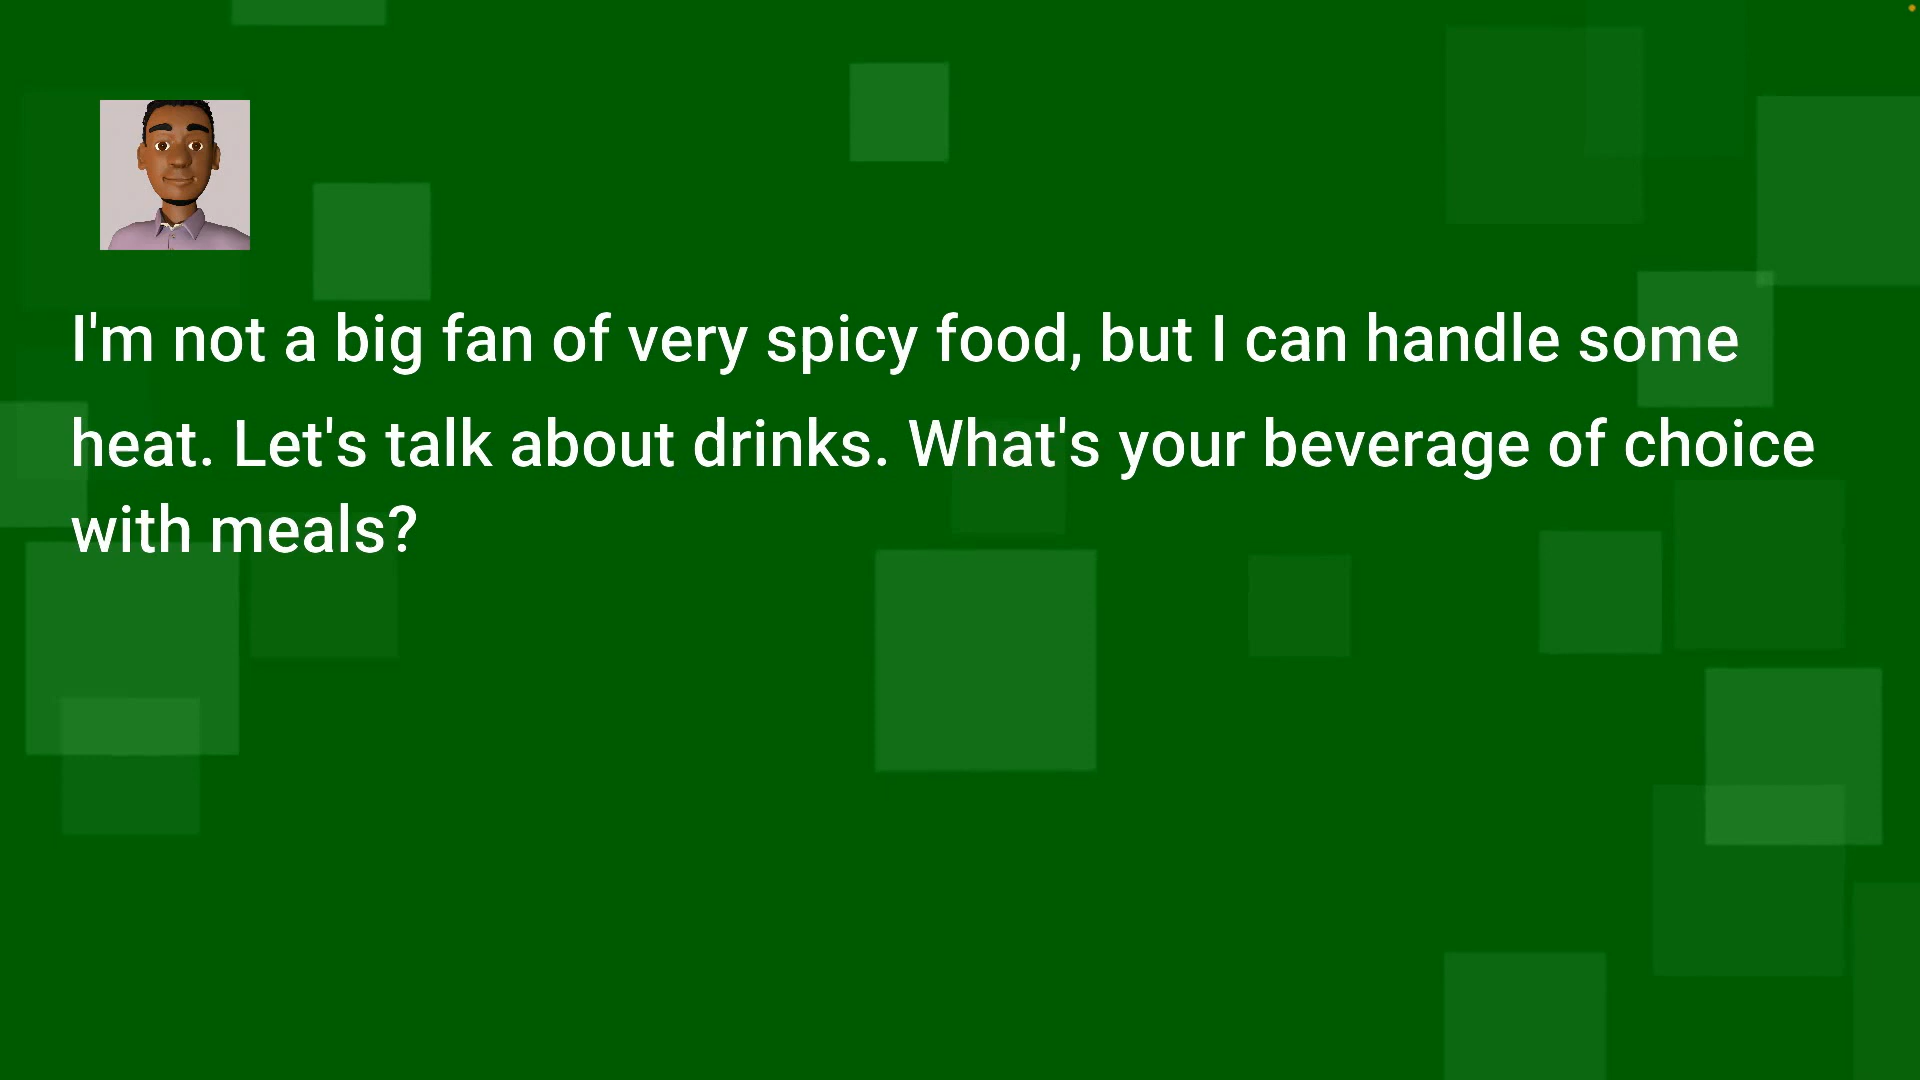 I'm not a big fan of very spicy food, but I can handle some
heat. Let's talk about drinks. What's your beverage of choice
with meals?